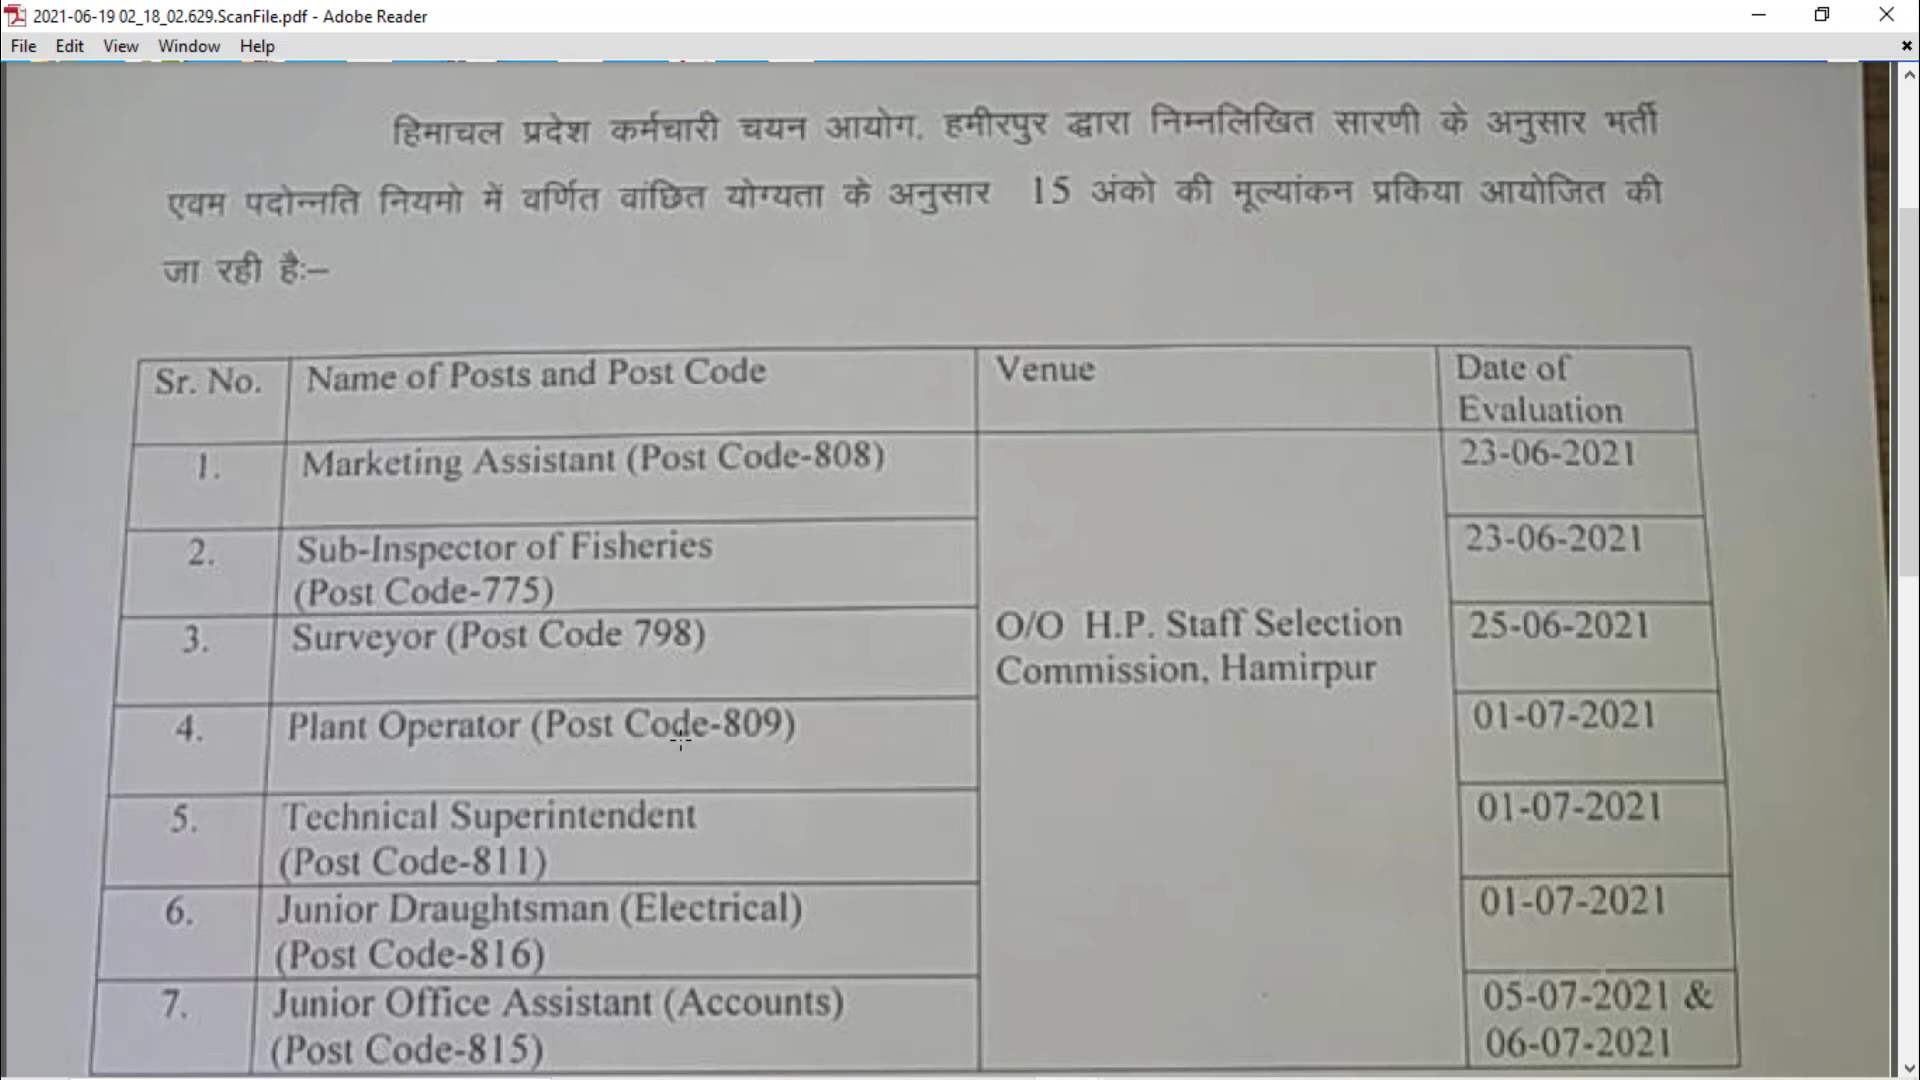 2021-06-19 02_18_02.629.ScanFile.pdf - Adobe Reader
File Edit View Window Help
हिमाचल प्रदेश कर्मचारी चयन आयोग, हमीरपुर द्वारा निम्नलिखित सारणी के अनुसार भर्ती
एवम पदोन्नति नियमो में वर्णित वांछित योग्यता के अनुसार 15 अंको की मूल्यांकन प्रकिया आयोजित की
जा रही है:–
Sr. No. Name of Posts and Post Code Venue Date of
Evaluation
1. Marketing Assistant (Post Code-808) 23-06-2021
2. Sub-Inspector of Fisheries 23-06-2021
(Post Code-775)
3. Surveyor (Post Code 798) O/O H.P. Staff Selection 25-06-2021
Commission, Hamirpur
4. Plant Operator (Post Code-809) 01-07-2021
5. Technical Superintendent 01-07-2021
(Post Code-811)
6. Junior Draughtsman (Electrical) 01-07-2021
(Post Code-816)
7. Junior Office Assistant (Accounts) 05-07-2021 &
(Post Code-815) 06-07-2021